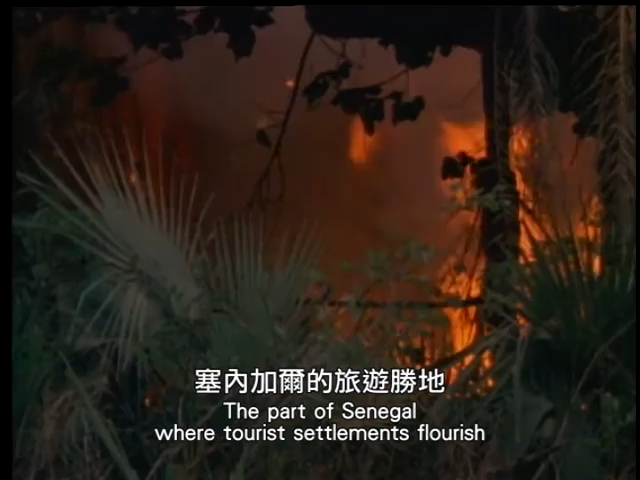 塞內加爾的旅遊勝地
The part of Senegal
where tourist settlements flourish